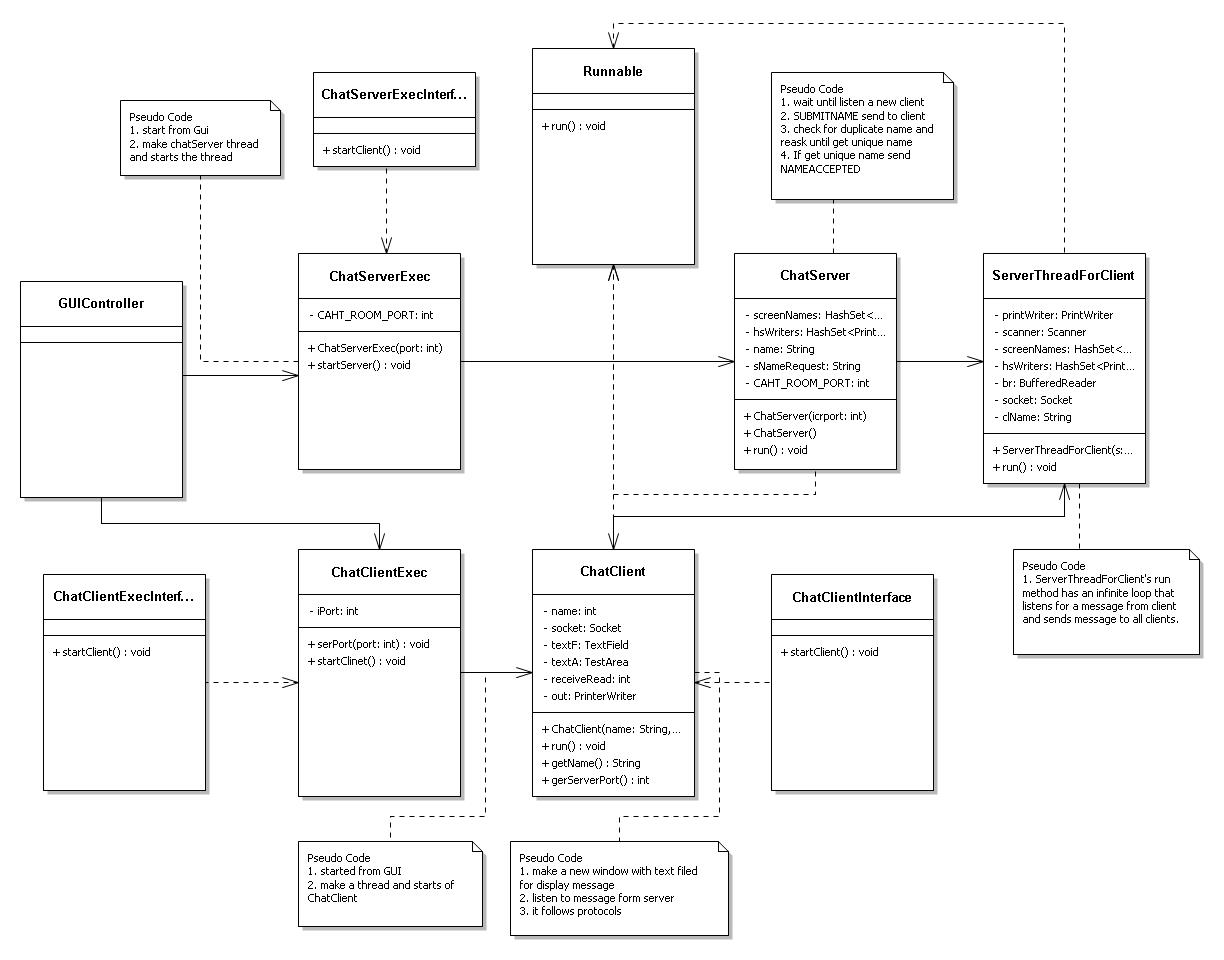 Runnable
+ run() : void
ChatServerExecInterf...
+ startClient() : void
Pseudo Code
1. wait until listen a new client
2. SUBMITNAME send to client
3. check for duplicate name and
reask until get unique name
4. If get unique name send
NAMEACCEPTED
Pseudo Code
1. start from Gui
2. make chatServer thread
and starts the thread
GUIController
ChatServerExec
- CAHT_ROOM_PORT: int
+ ChatServerExec(port: int)
+ startServer() : void
ChatServer
- screenNames: HashSet<...
- hsWriters: HashSet<Print...
- name: String
- sNameRequest: String
- CAHT_ROOM_PORT: int
+ ChatServer(icrport: int)
+ ChatServer()
+ run() : void
ServerThreadForClient
- printWriter: PrintWriter
- scanner: Scanner
- screenNames: HashSet<...
- hsWriters: HashSet<Print...
- br: BufferedReader
- socket: Socket
- clName: String
+ ServerThreadForClient(s:...
+ run() : void
ChatClientExecInterf...
+ startClient() : void
ChatClientExec
- iPort: int
+ serPort(port: int) : void
+ startClinet() : void
ChatClient
- name: int
- socket: Socket
- textF: TextField
- textA: TestArea
- receiveRead: int
- out: PrinterWriter
+ ChatClient(name: String,...
+ run() : void
+ getName() : String
+ gerServerPort() : int
ChatClientInterface
+ startClient() : void
Pseudo Code
1. ServerThreadForClient's run
method has an infinite loop that
listens for a message from client
and sends message to all clients.
Pseudo Code
1. started from GUI
2. make a thread and starts of
ChatClient
Pseudo Code
1. make a new window with text filed
for display message
2. listen to message form server
3. it follows protocols